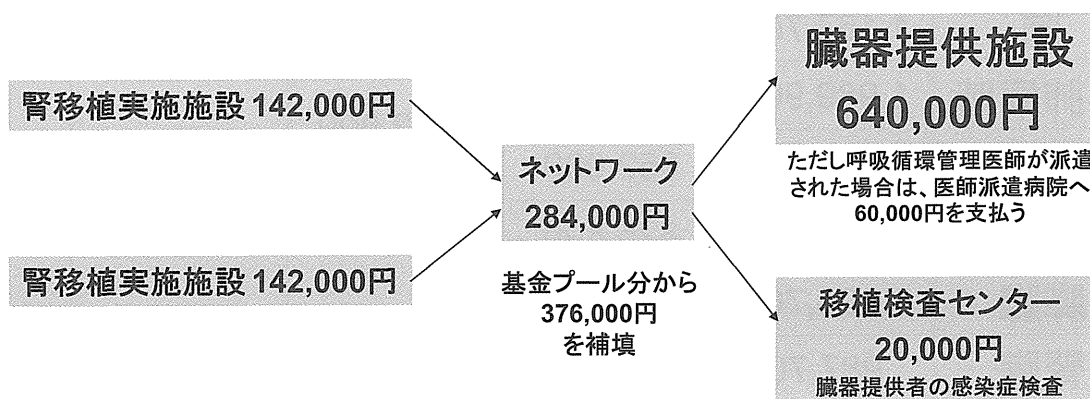 腎移植実施施設 142,000円
腎移植実施施設 142,000円
ネットワーク
284,000円
基金プール分から
376,000円
を補填
臓器提供施設
640,000円
ただし呼吸循環管理医師が派遣
された場合は、医師派遣病院へ
60,000円を支払う
移植検査センター
20,000円
臓器提供者の感染症検査